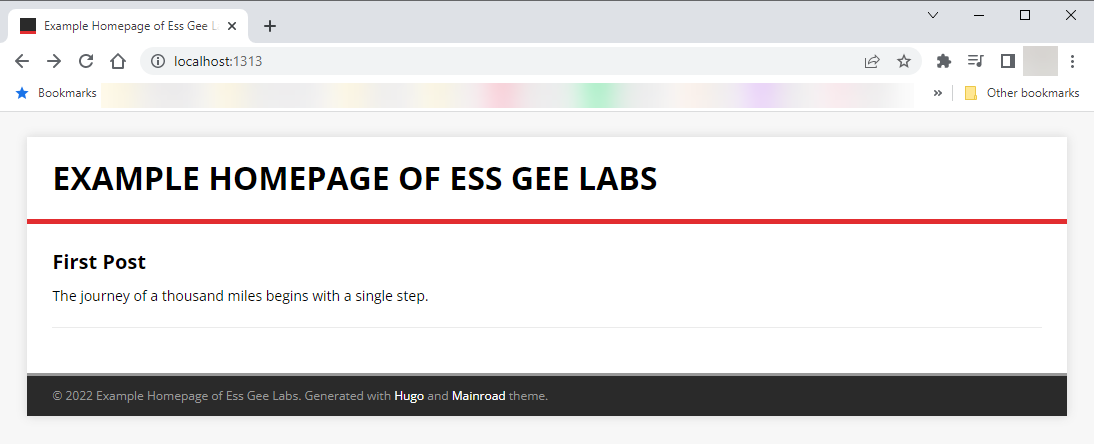 Example Homepage of Ess Gee L
localhost:1313
Bookmarks
Other bookmarks
EXAMPLE HOMEPAGE OF ESS GEE LABS
First Post
The journey of a thousand miles begins with a single step.
© 2022 Example Homepage of Ess Gee Labs. Generated with Hugo and Mainroad theme.